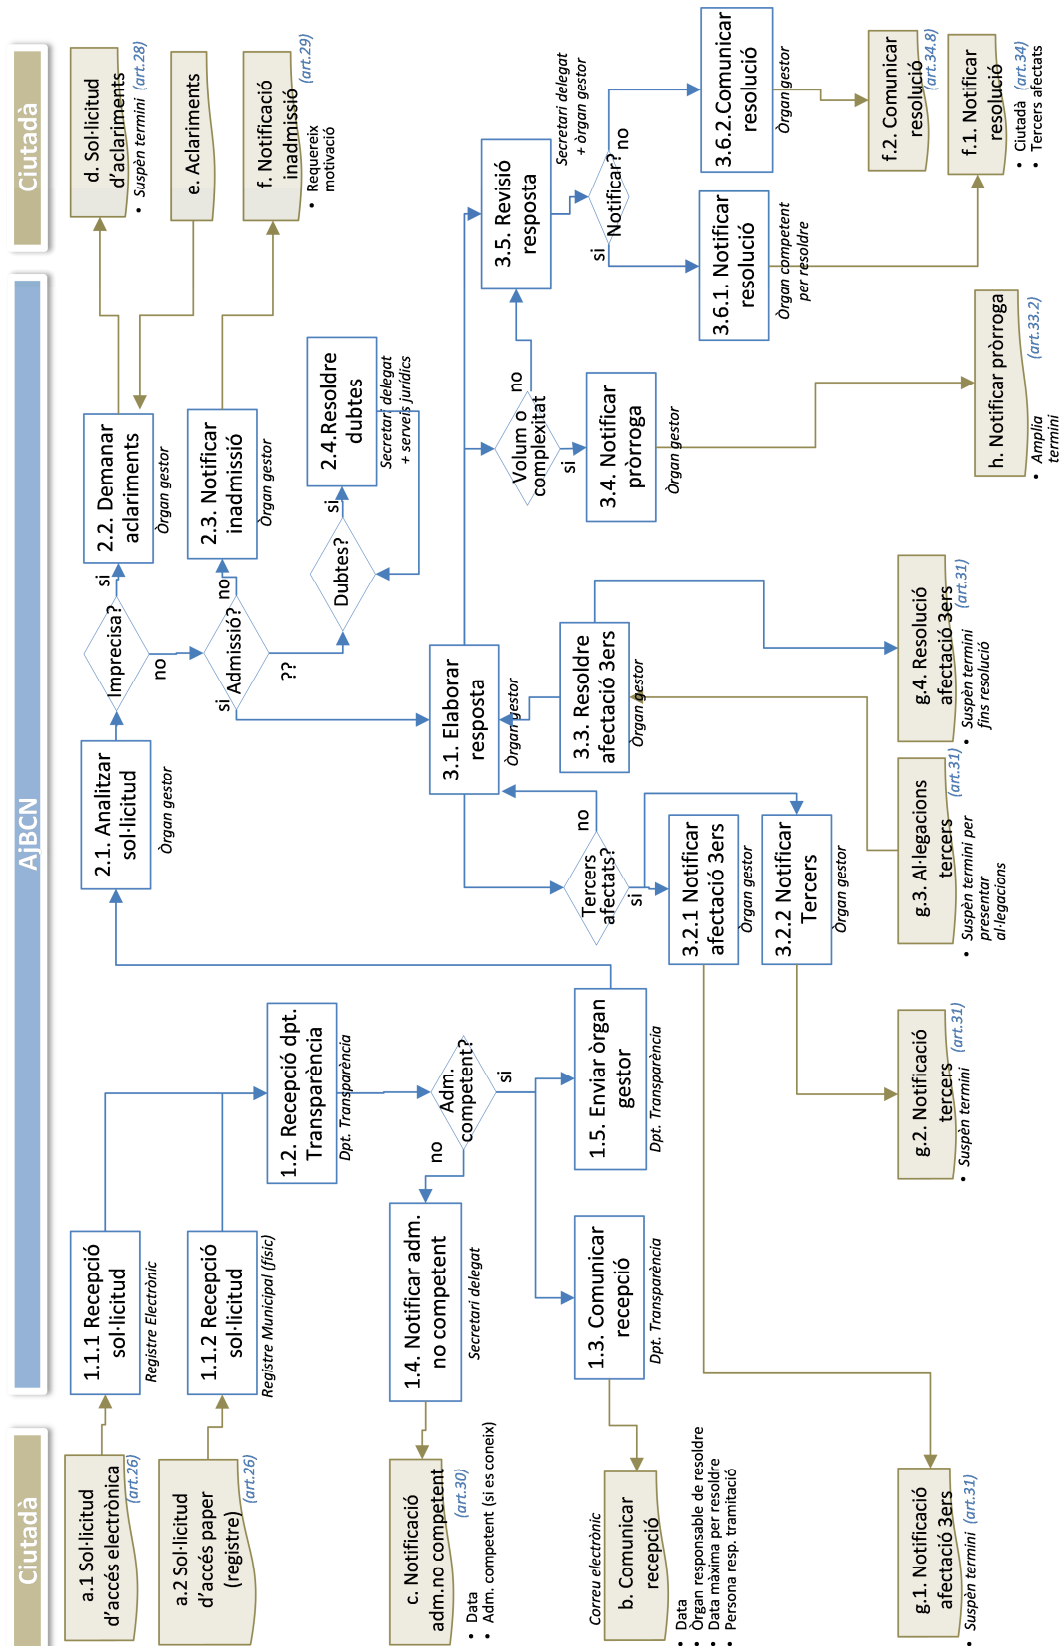 Ciutadà
AjBCN
Ciutadà
a.1 Sol·licitud
d'accés electrònica
(art.26)
a.2 Sol·licitud
d'accés paper
(registre)
(art.26)
1.1.1 Recepció
sol·licitud
Registre Electrònic
1.1.2 Recepció
sol·licitud
Registre Municipal (físic)
1.2. Recepció dpt.
Transparència
Dpt. Transparència
Adm.
competent?
no
si
1.4. Notificar adm.
no competent
Secretari delegat
c. Notificació
adm.no competent
(art.30)
• Data
• Adm. competent (si es coneix)
1.3. Comunicar
recepció
Dpt. Transparència
Correu electrònic
b. Comunicar
recepció
• Data
• Òrgan responsable de resoldre
• Data màxima per resoldre
• Persona resp. tramitació
1.5. Enviar òrgan
gestor
Dpt. Transparència
2.1. Analitzar
sol·licitud
Òrgan gestor
Imprecisa?
si
no
2.2. Demanar
aclariments
Òrgan gestor
d. Sol·licitud
d'aclariments
• Suspèn termini (art.28)
e. Aclariments
Admissió?
si
no
??
2.3. Notificar
inadmissió
Òrgan gestor
f. Notificació
inadmissió
(art.29)
• Requereix
motivació
Dubtes?
si
2.4.Resoldre
dubtes
Secretari delegat
+ serveis jurídics
3.1. Elaborar
resposta
Òrgan gestor
Tercers
afectats?
no
si
3.2.1 Notificar
afectació 3ers
Òrgan gestor
3.2.2 Notificar
Tercers
Òrgan gestor
3.3. Resoldre
afectació 3ers
Òrgan gestor
g.1. Notificació
afectació 3ers
• Suspèn termini (art.31)
g.2. Notificació
tercers
(art.31)
• Suspèn termini
g.3. Al·legacions
tercers
(art.31)
• Suspèn termini per
presentar
al·legacions
g.4. Resolució
afectació 3ers
(art.31)
• Suspèn termini
fins resolució
Volum o
complexitat
no
si
3.4. Notificar
pròrroga
Òrgan gestor
h. Notificar pròrroga
(art.33.2)
• Amplia
termini
3.5. Revisió
resposta
Secretari delegat
+ òrgan gestor
Notificar?
si
no
3.6.1. Notificar
resolució
Òrgan competent
per resoldre
3.6.2.Comunicar
resolució
Òrgan gestor
f.2. Comunicar
resolució
(art.34.8)
f.1. Notificar
resolució
• Ciutadà (art.34)
• Tercers afectats